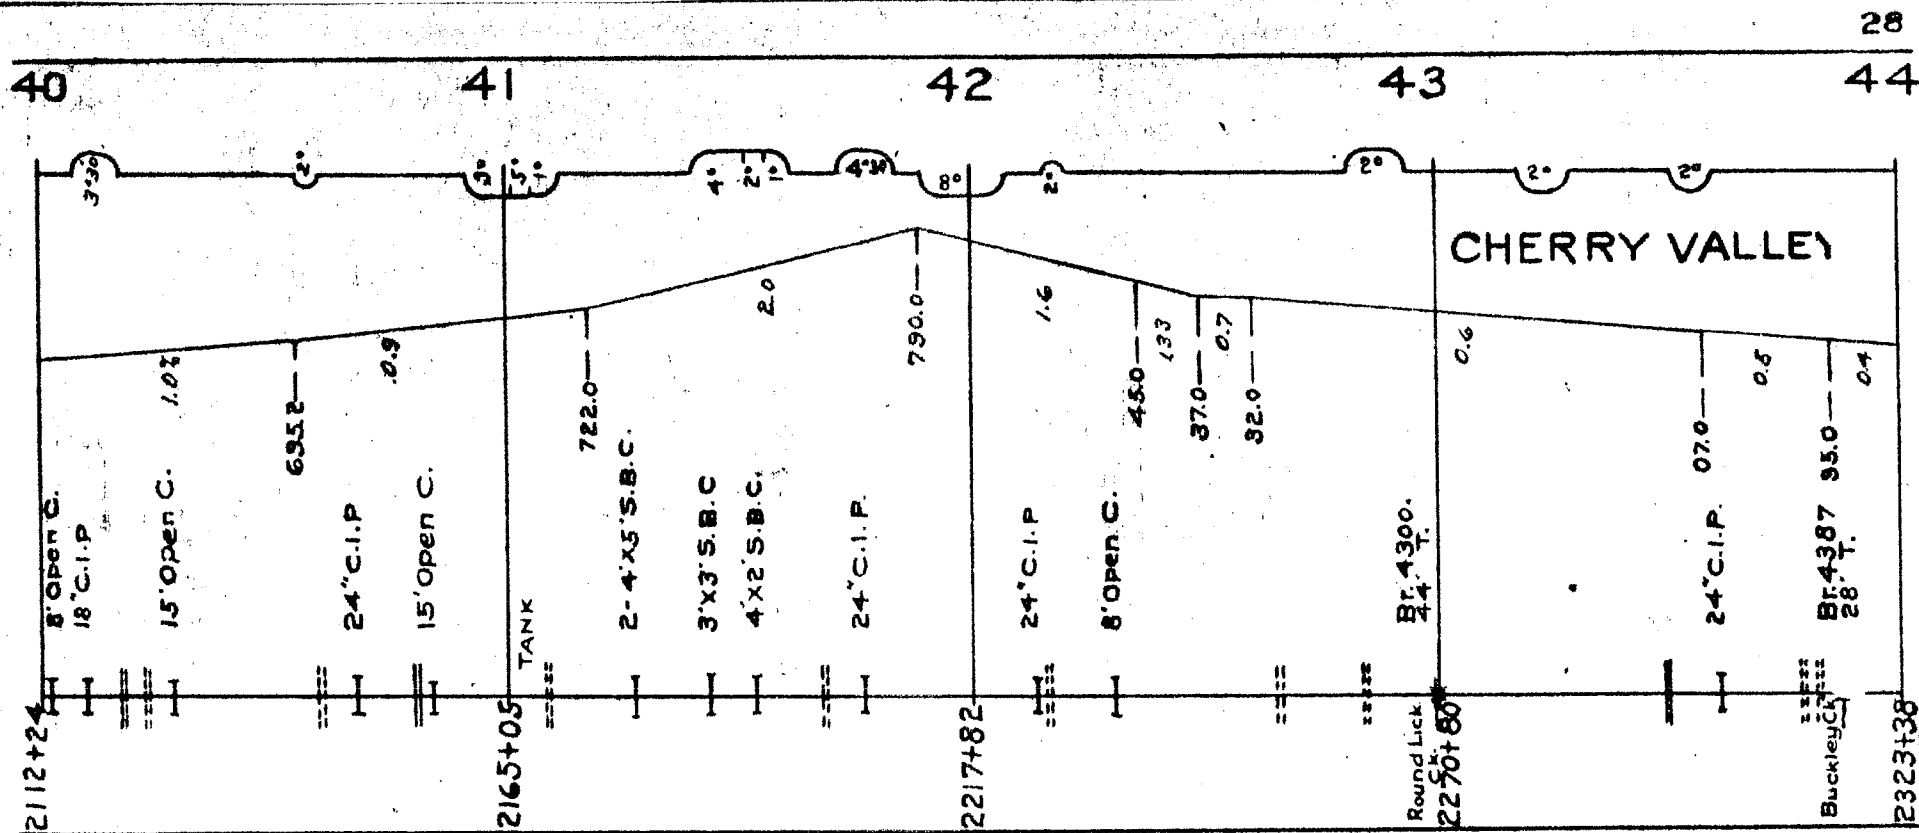 28
40 41 42 43 44
3°30' 2° 3° 5° 1° 4° 2° 1° 4°30' 8° 2° 2° 2° 2°
CHERRY VALLEY
1.0% 695.2 0.9 722.0 2.0 790.0 1.6 45.0 .33 37.0 0.7 32.0 0.6 07.0 0.5 95.0 0.4
8' Open C.
18" C.I.P
15' Open C.
24" C.I.P
15' Open C.
TANK
2-4'X5' S.B.C.
3'X3' S.B.C
4'X2' S.B.C.
24" C.I.P.
24" C.I.P
8' Open C.
Br. 4300.
44' T.
24" C.I.P.
Br. 4387
28' T.
2112+24
2165+05
2217+82
Round Lick
Ck.
2270+80
Buckley Ck
2323+38